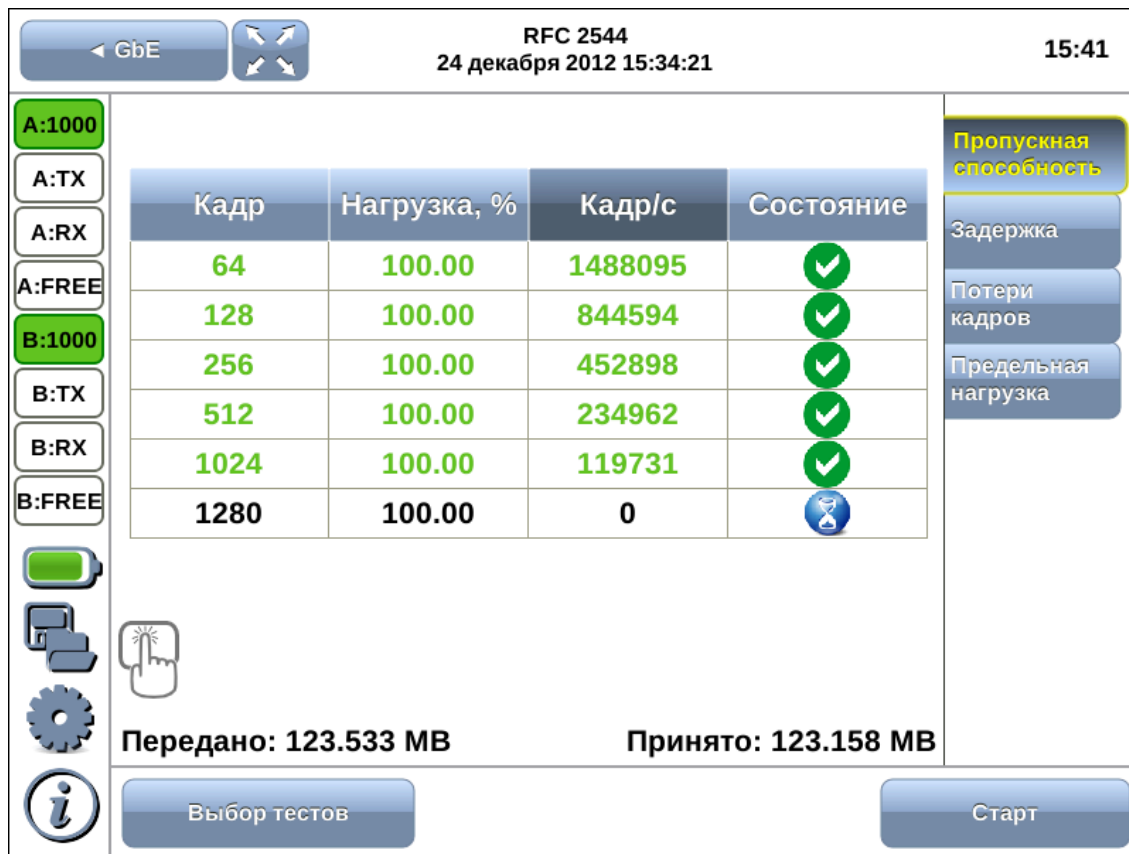 ◄ GbE
RFC 2544
24 декабря 2012 15:34:21
15:41
A:1000
A:TX
A:RX
A:FREE
B:1000
B:TX
B:RX
B:FREE
Кадр Нагрузка, % Кадр/с Состояние
64 100.00 1488095
128 100.00 844594
256 100.00 452898
512 100.00 234962
1024 100.00 119731
1280 100.00 0
Передано: 123.533 MB Принято: 123.158 MB
Пропускная
способность
Задержка
Потери
кадров
Предельная
нагрузка
i
Выбор тестов
Старт